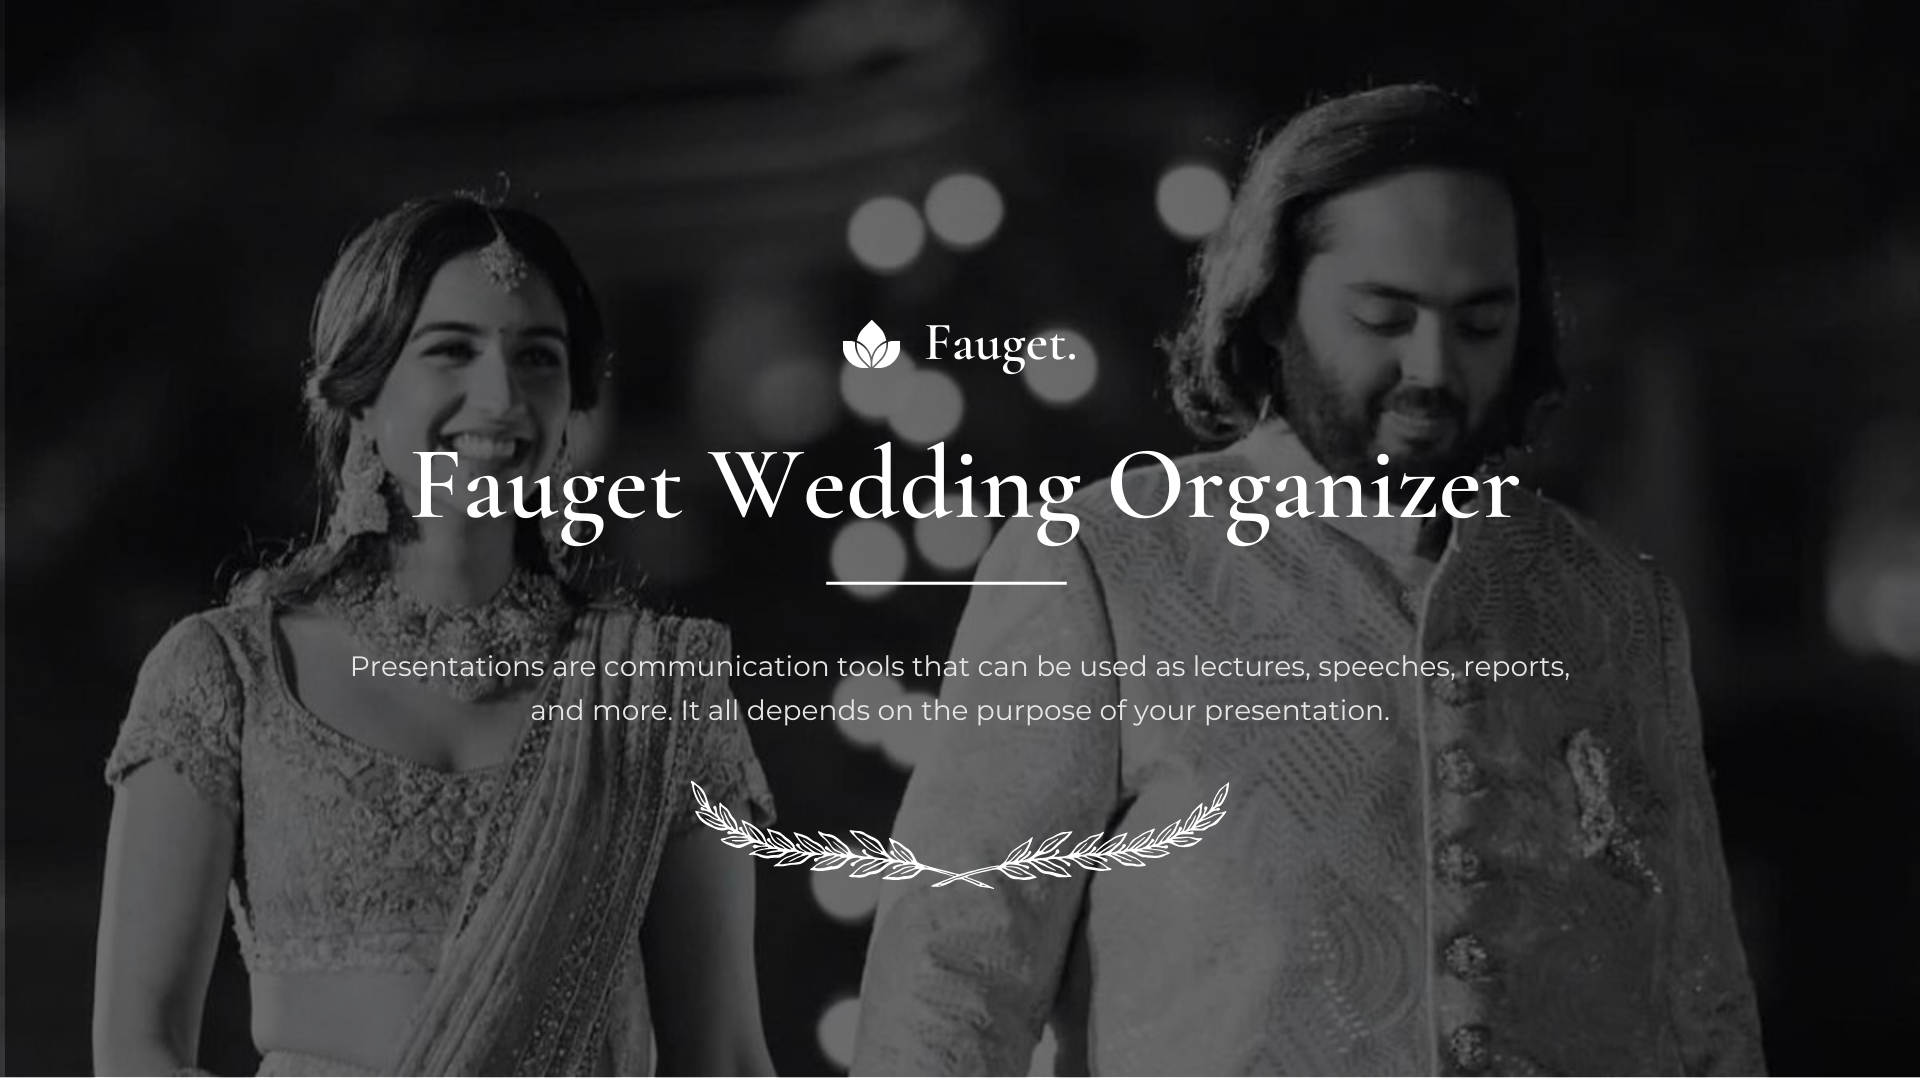 Fauget.
Fauget Wedding Organizer
Presentations are communication tools that can be used as lectures, speeches, reports,
and more. It all depends on the purpose of your presentation.